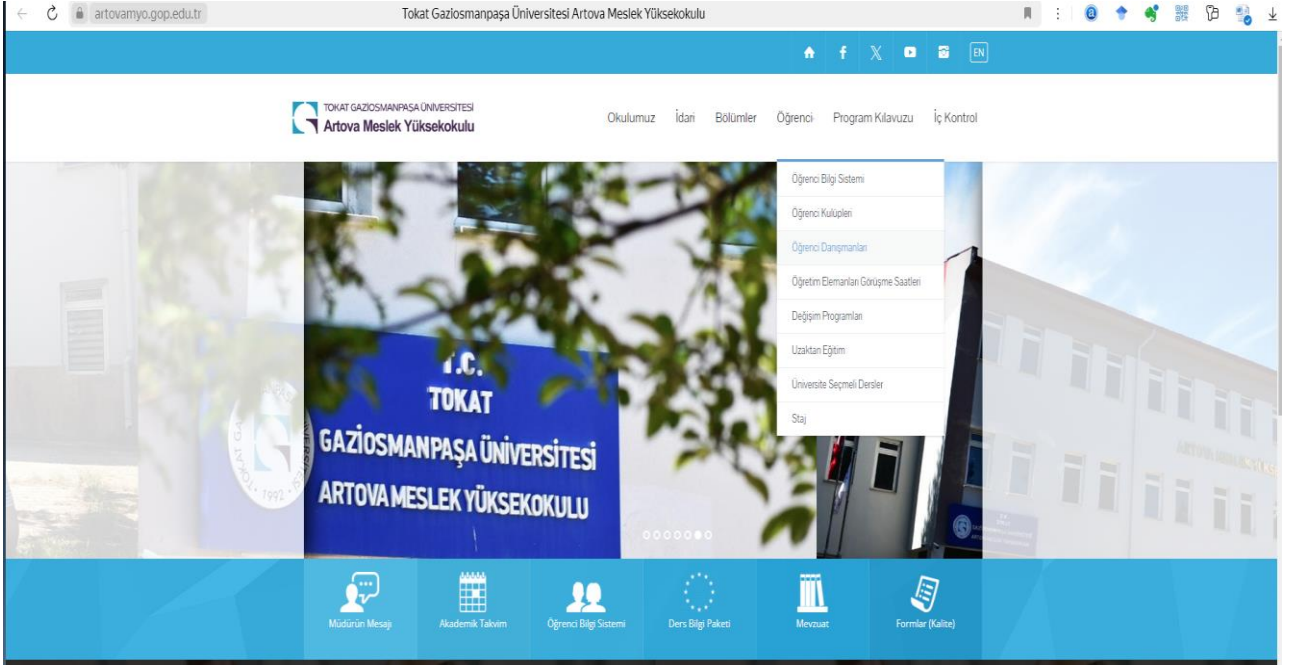 artovamyo.gop.edu.tr
Tokat Gaziosmanpaşa Üniversitesi Artova Meslek Yüksekokulu
EN
TOKAT GAZİOSMANPAŞA ÜNİVERSİTESİ
Artova Meslek Yüksekokulu
Okulumuz İdari Bölümler Öğrenci Program Kılavuzu İç Kontrol
Öğrenci Bilgi Sistemi
Öğrenci Kulüpleri
Öğrenci Danışmanları
Öğretim Elemanları Görüşme Saatleri
Değişim Programları
Uzaktan Eğitim
Üniversite Seçmeli Dersler
Staj
T.C.
TOKAT
GAZİOSMANPAŞA ÜNİVERSİTESİ
ARTOVA MESLEK YÜKSEKOKULU
1992
Müdürün Mesajı Akademik Takvim Öğrenci Bilgi Sistemi Ders Bilgi Paketi Mevzuat Formlar (Kalite)